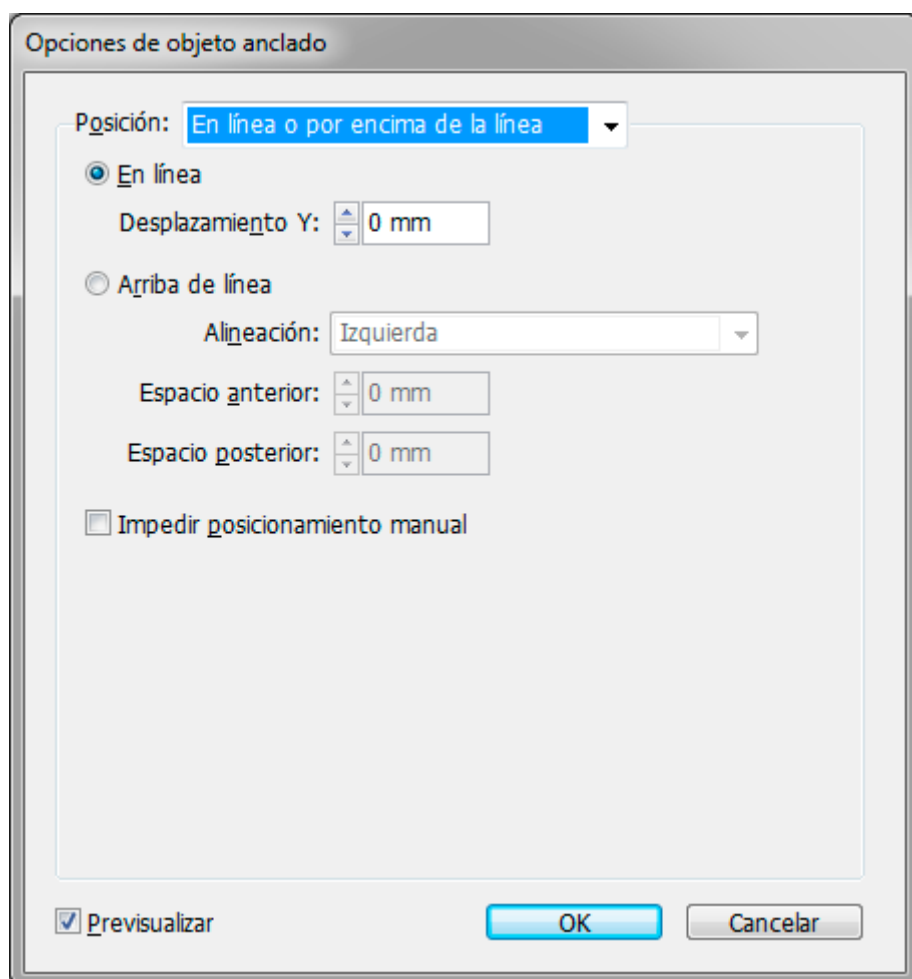 Opciones de objeto anclado
Posición: En línea o por encima de la línea
En línea
Desplazamiento Y: 0 mm
Arriba de línea
Alineación: Izquierda
Espacio anterior: 0 mm
Espacio posterior: 0 mm
Impedir posicionamiento manual
Previsualizar OK Cancelar